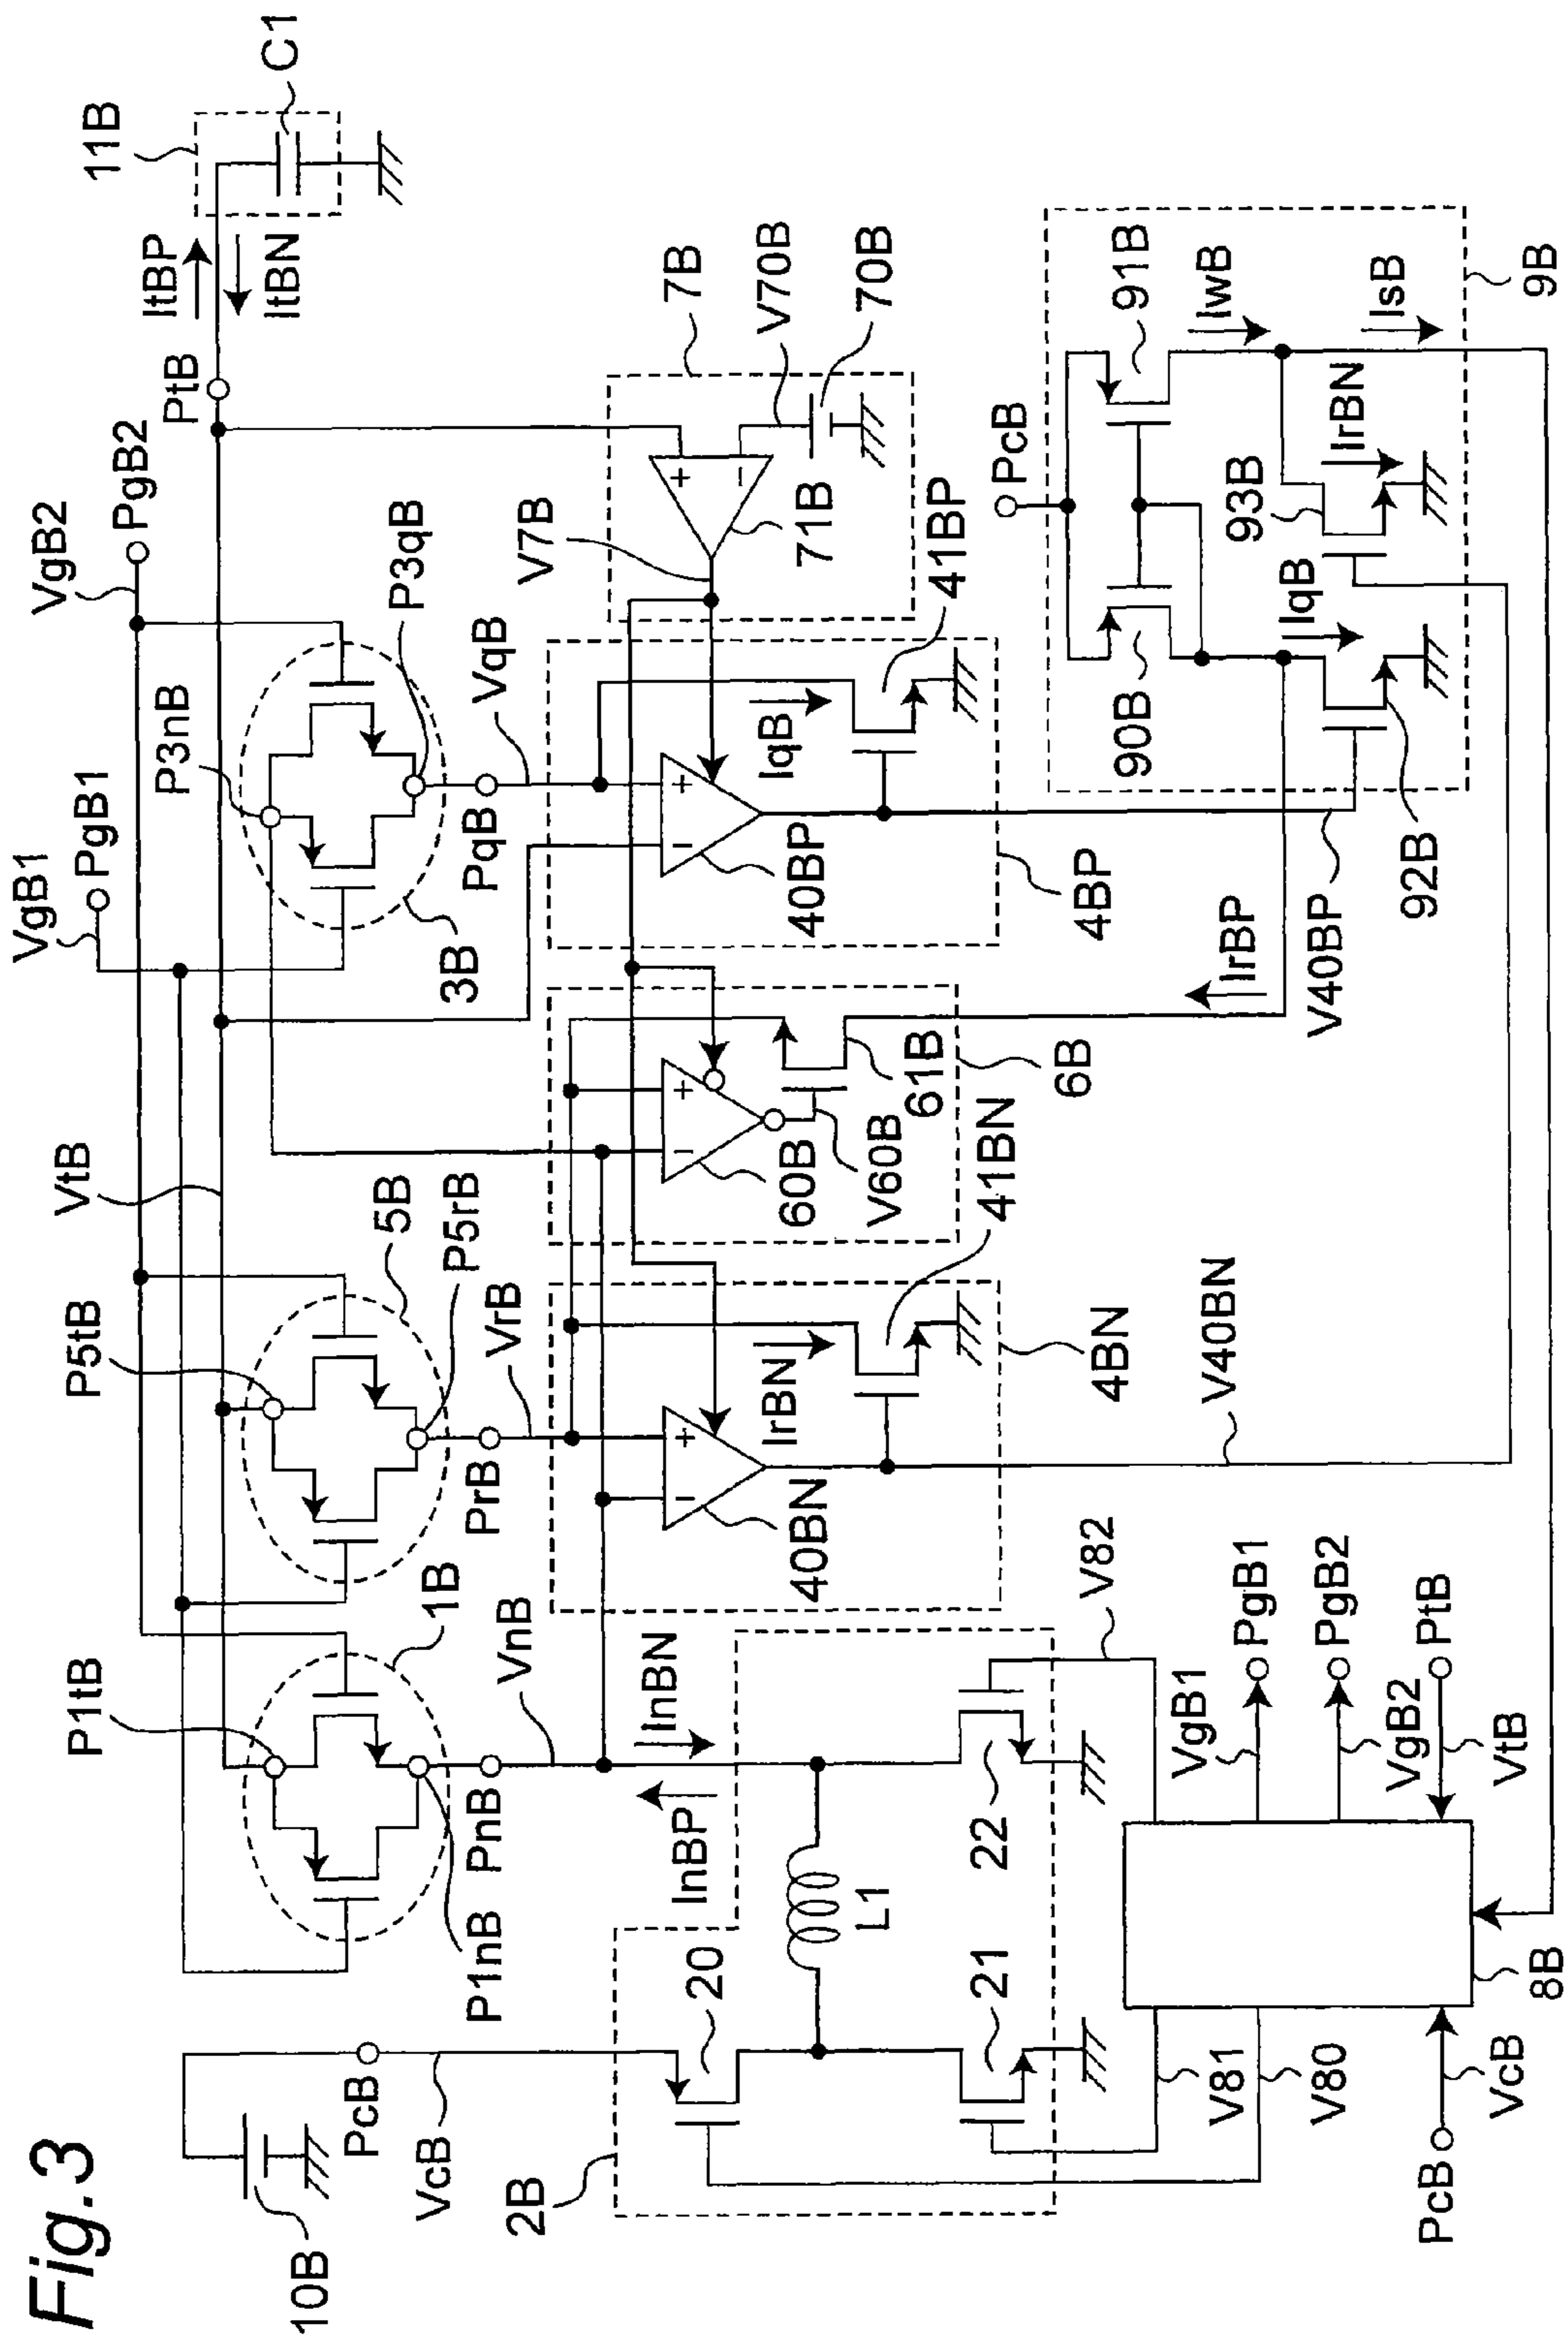 Fig.3
10B
PcB
VcB
2B
20
21
22
L1
V80
V81
V82
PcB
VcB
8B
VgB1
PgB1
PgB2
VgB2
PtB
VtB
P1tB
1B
P1nB
PnB
VnB
InBN
InBP
P5tB
5B
P5rB
PrB
VrB
VtB
40BN
+
−
IrBN
41BN
4BN
V40BN
60B
+
−
V60B
61B
6B
IrBP
VgB1
PgB1
P3nB
3B
VgB2
PgB2
P3qB
PqB
VqB
40BP
+
−
IqB
41BP
4BP
V40BP
V7B
71B
+
−
7B
V70B
70B
PtB
ItBP
ItBN
11B
C1
PcB
90B
91B
IwB
IsB
IqB
92B
93B
IrBN
9B